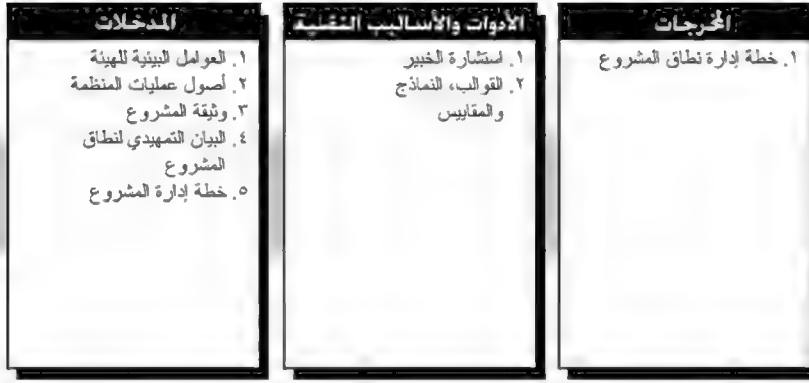 المدخلات
١. العوامل البيئية للهيئة
٢. أصول عمليات المنظمة
٣. وثيقة المشروع
٤. البيان التمهيدي لنطاق
المشروع
٥. خطة إدارة المشروع
الأدوات والأساليب التقنية
١. استشارة الخبير
٢. القوالب، النماذج
والمقاييس
المخرجات
١. خطة إدارة نطاق المشروع